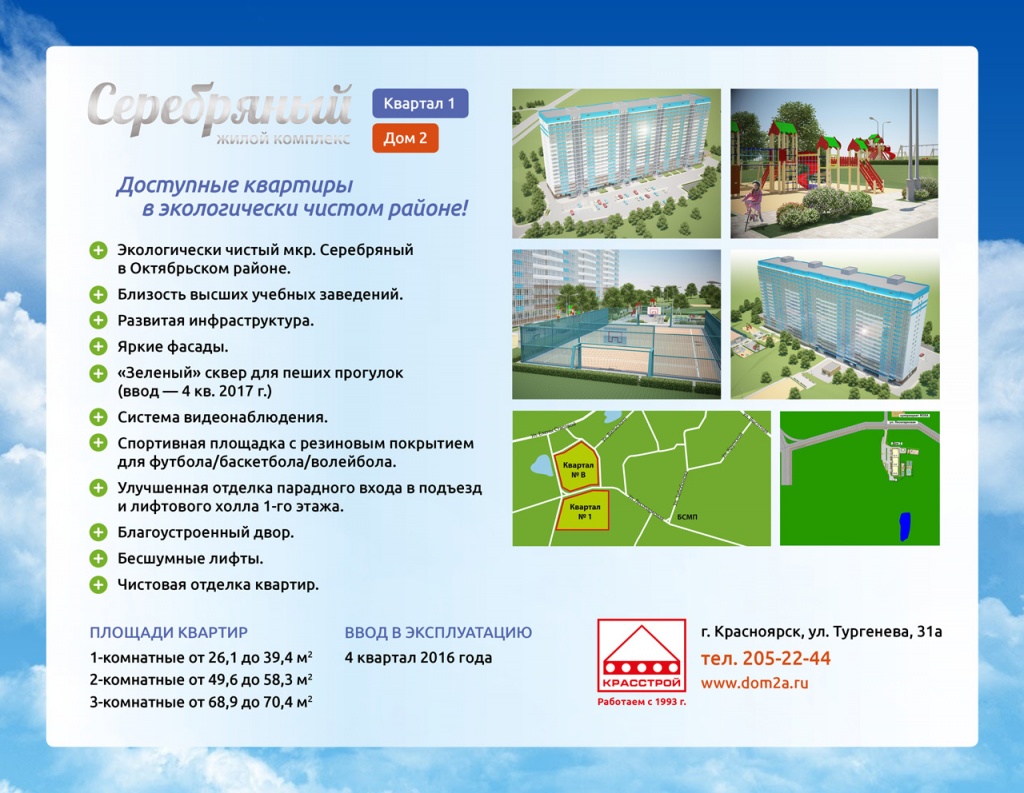 Серебряный
жилой комплекс
Квартал 1
Дом 2
Доступные квартиры
в экологически чистом районе!
Экологически чистый мкр. Серебряный
в Октябрьском районе.
Близость высших учебных заведений.
Развитая инфраструктура.
Яркие фасады.
«Зеленый» сквер для пеших прогулок
(ввод — 4 кв. 2017 г.)
Система видеонаблюдения.
Спортивная площадка с резиновым покрытием
для футбола/баскетбола/волейбола.
Улучшенная отделка парадного входа в подъезд
и лифтового холла 1-го этажа.
Благоустроенный двор.
Бесшумные лифты.
Чистовая отделка квартир.
Квартал
№ В
Квартал
№ 1
БСМП
ПЛОЩАДИ КВАРТИР
1-комнатные от 26,1 до 39,4 м²
2-комнатные от 49,6 до 58,3 м²
3-комнатные от 68,9 до 70,4 м²
ВВОД В ЭКСПЛУАТАЦИЮ
4 квартал 2016 года
КРАССТРОЙ
Работаем с 1993 г.
г. Красноярск, ул. Тургенева, 31а
тел. 205-22-44
www.dom2a.ru